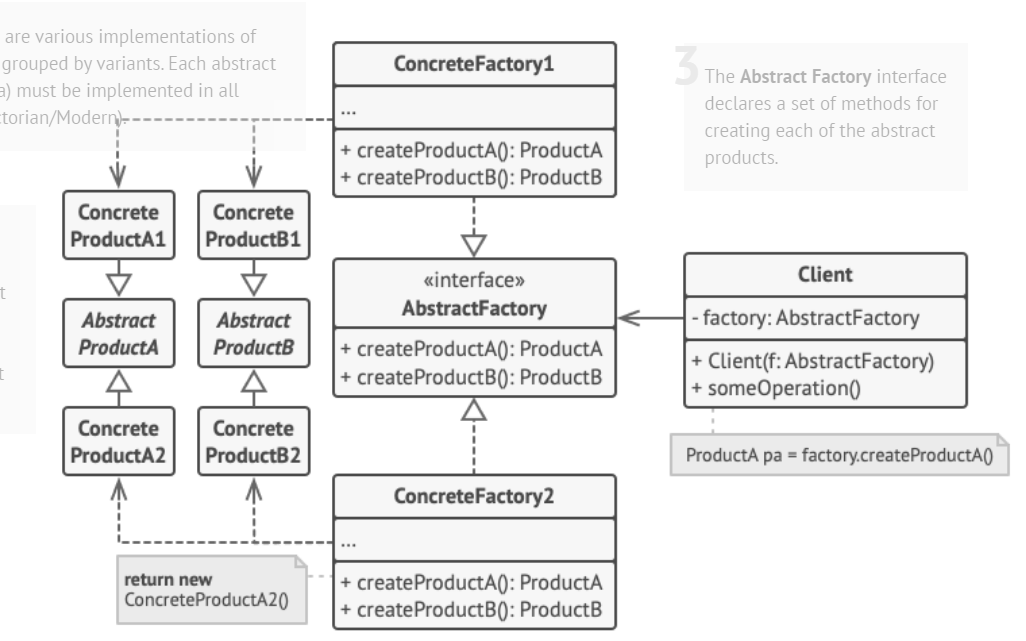 are various implementations of
grouped by variants. Each abstract
a) must be implemented in all
ctorian/Modern).
ConcreteFactory1
...
+ createProductA(): ProductA
+ createProductB(): ProductB
3
The Abstract Factory interface
declares a set of methods for
creating each of the abstract
products.
Concrete
ProductA1
Concrete
ProductB1
Abstract
ProductA
Abstract
ProductB
Concrete
ProductA2
Concrete
ProductB2
«interface»
AbstractFactory
+ createProductA(): ProductA
+ createProductB(): ProductB
Client
- factory: AbstractFactory
+ Client(f: AbstractFactory)
+ someOperation()
ProductA pa = factory.createProductA()
t
t
ConcreteFactory2
...
+ createProductA(): ProductA
+ createProductB(): ProductB
return new
ConcreteProductA2()